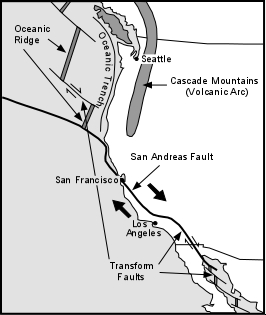 Oceanic
Ridge
Oceanic Trench
Seattle
Cascade Mountains
(Volcanic Arc)
San Andreas Fault
San Francisco
Los
Angeles
Transform
Faults